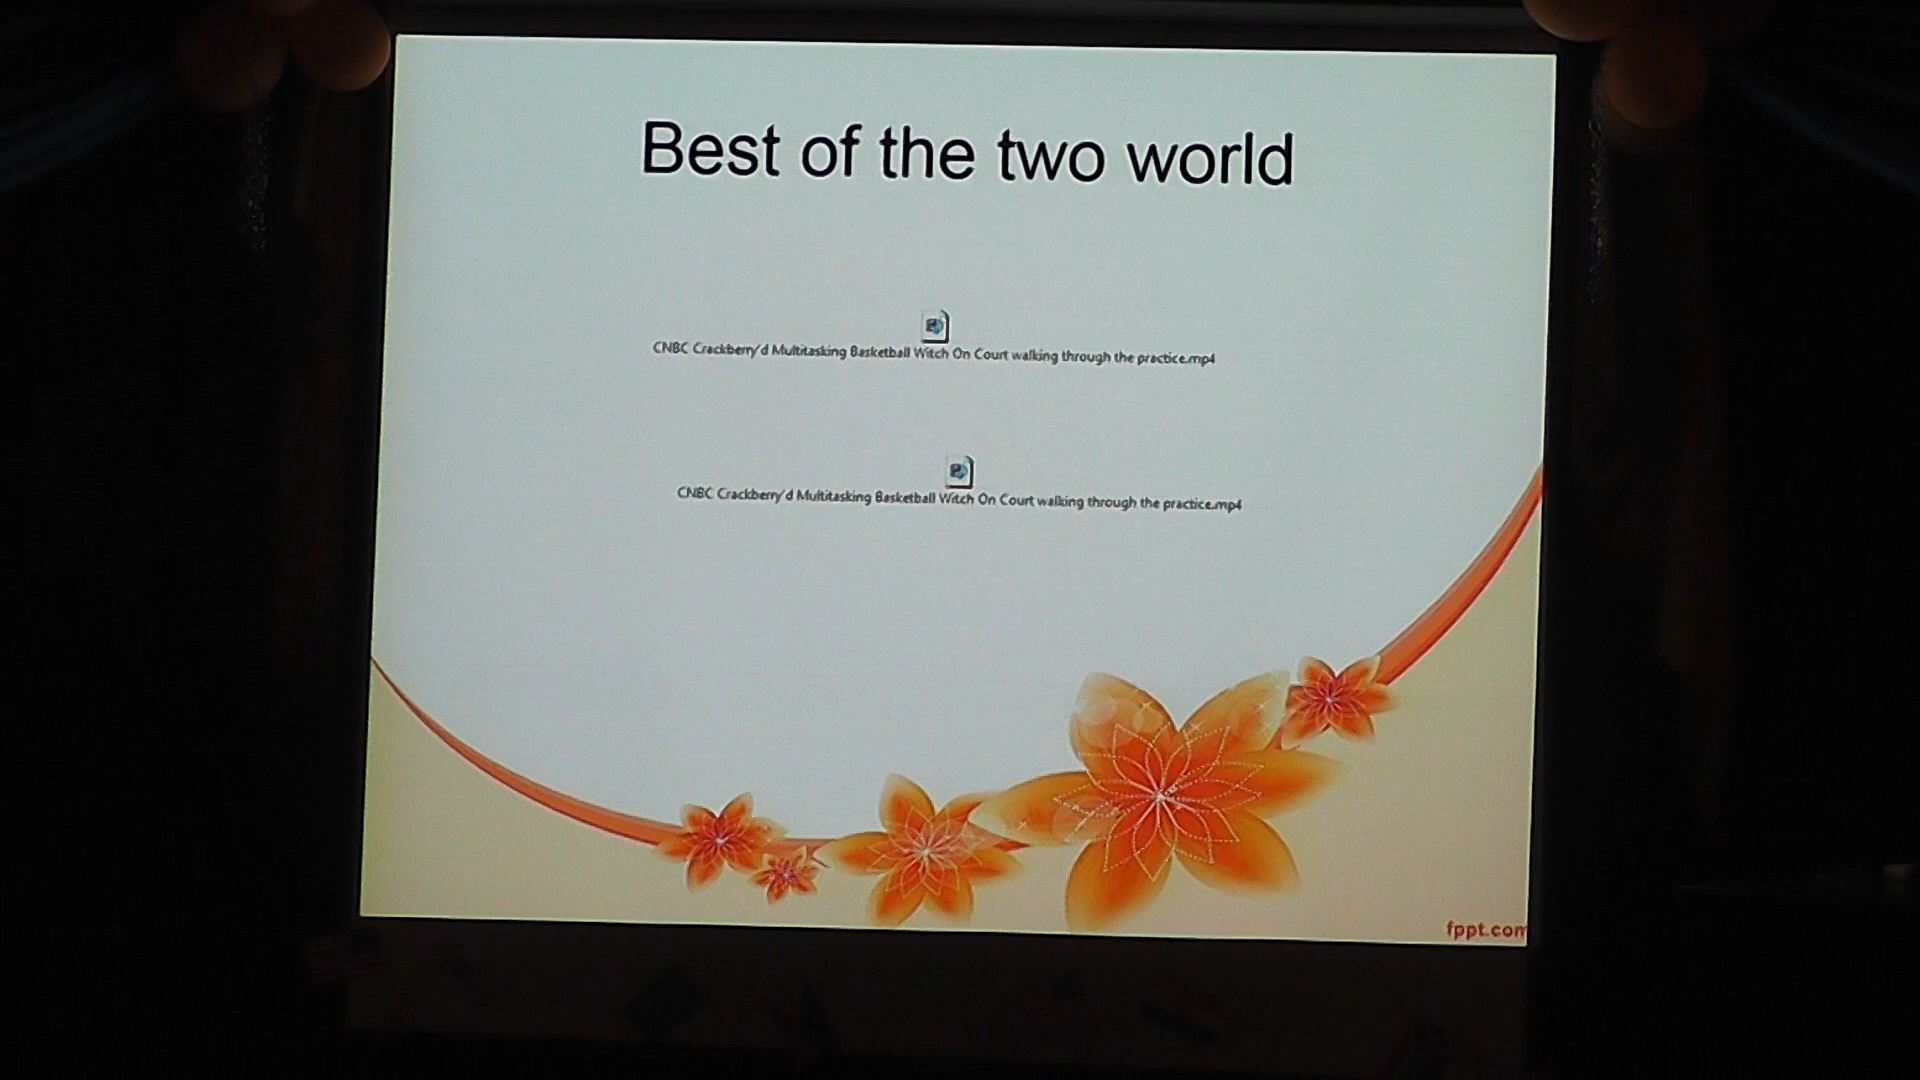 Best of the two world
CNBC Crackberry'd Multitasking Basketball Witch On Court walking through the practice.mp4
CNBC Crackberry'd Multitasking Basketball Witch On Court walking through the practice.mp4
fppt.com